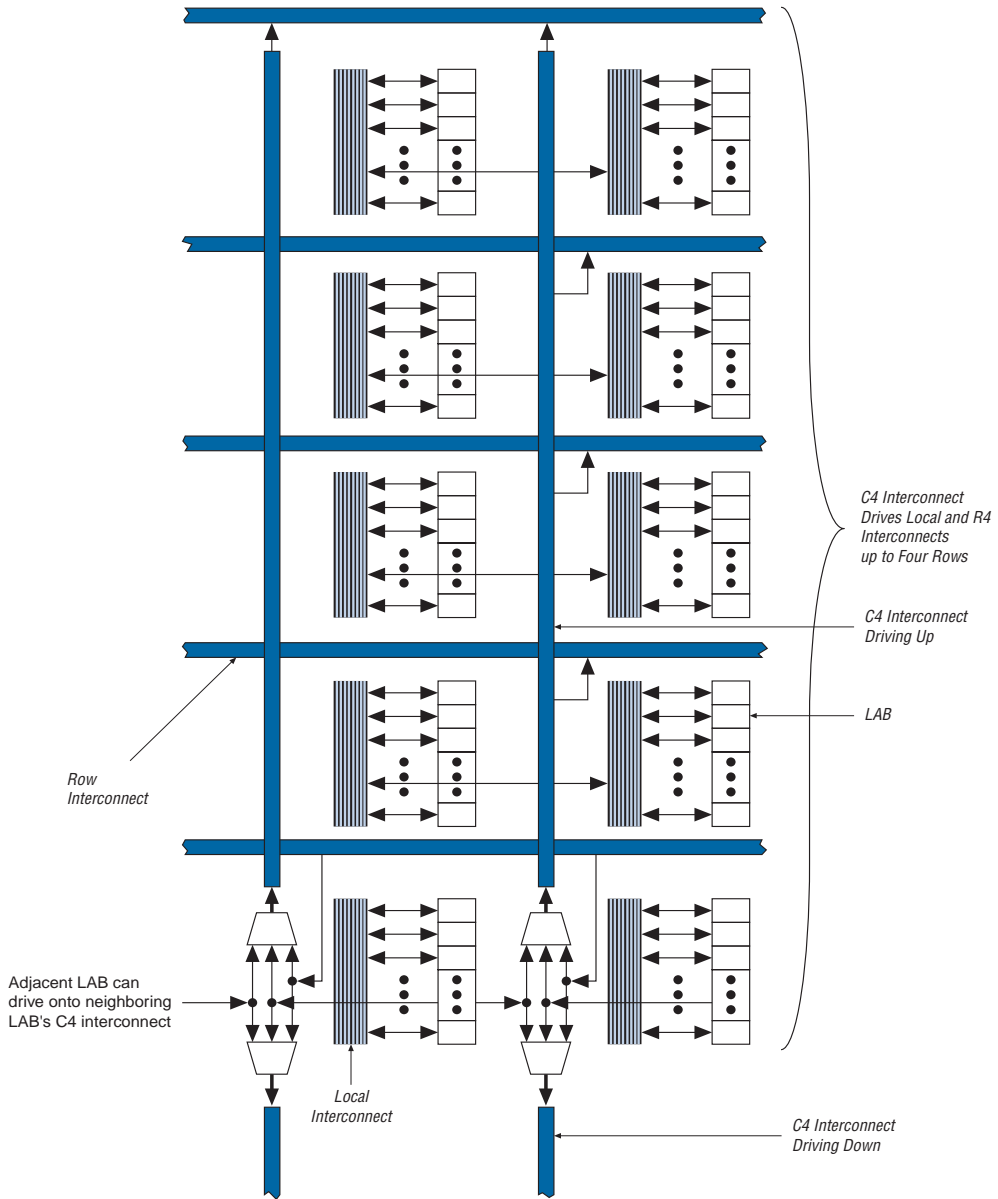 C4 Interconnect
Drives Local and R4
Interconnects
up to Four Rows
C4 Interconnect
Driving Up
LAB
Row
Interconnect
Adjacent LAB can
drive onto neighboring
LAB's C4 interconnect
Local
Interconnect
C4 Interconnect
Driving Down